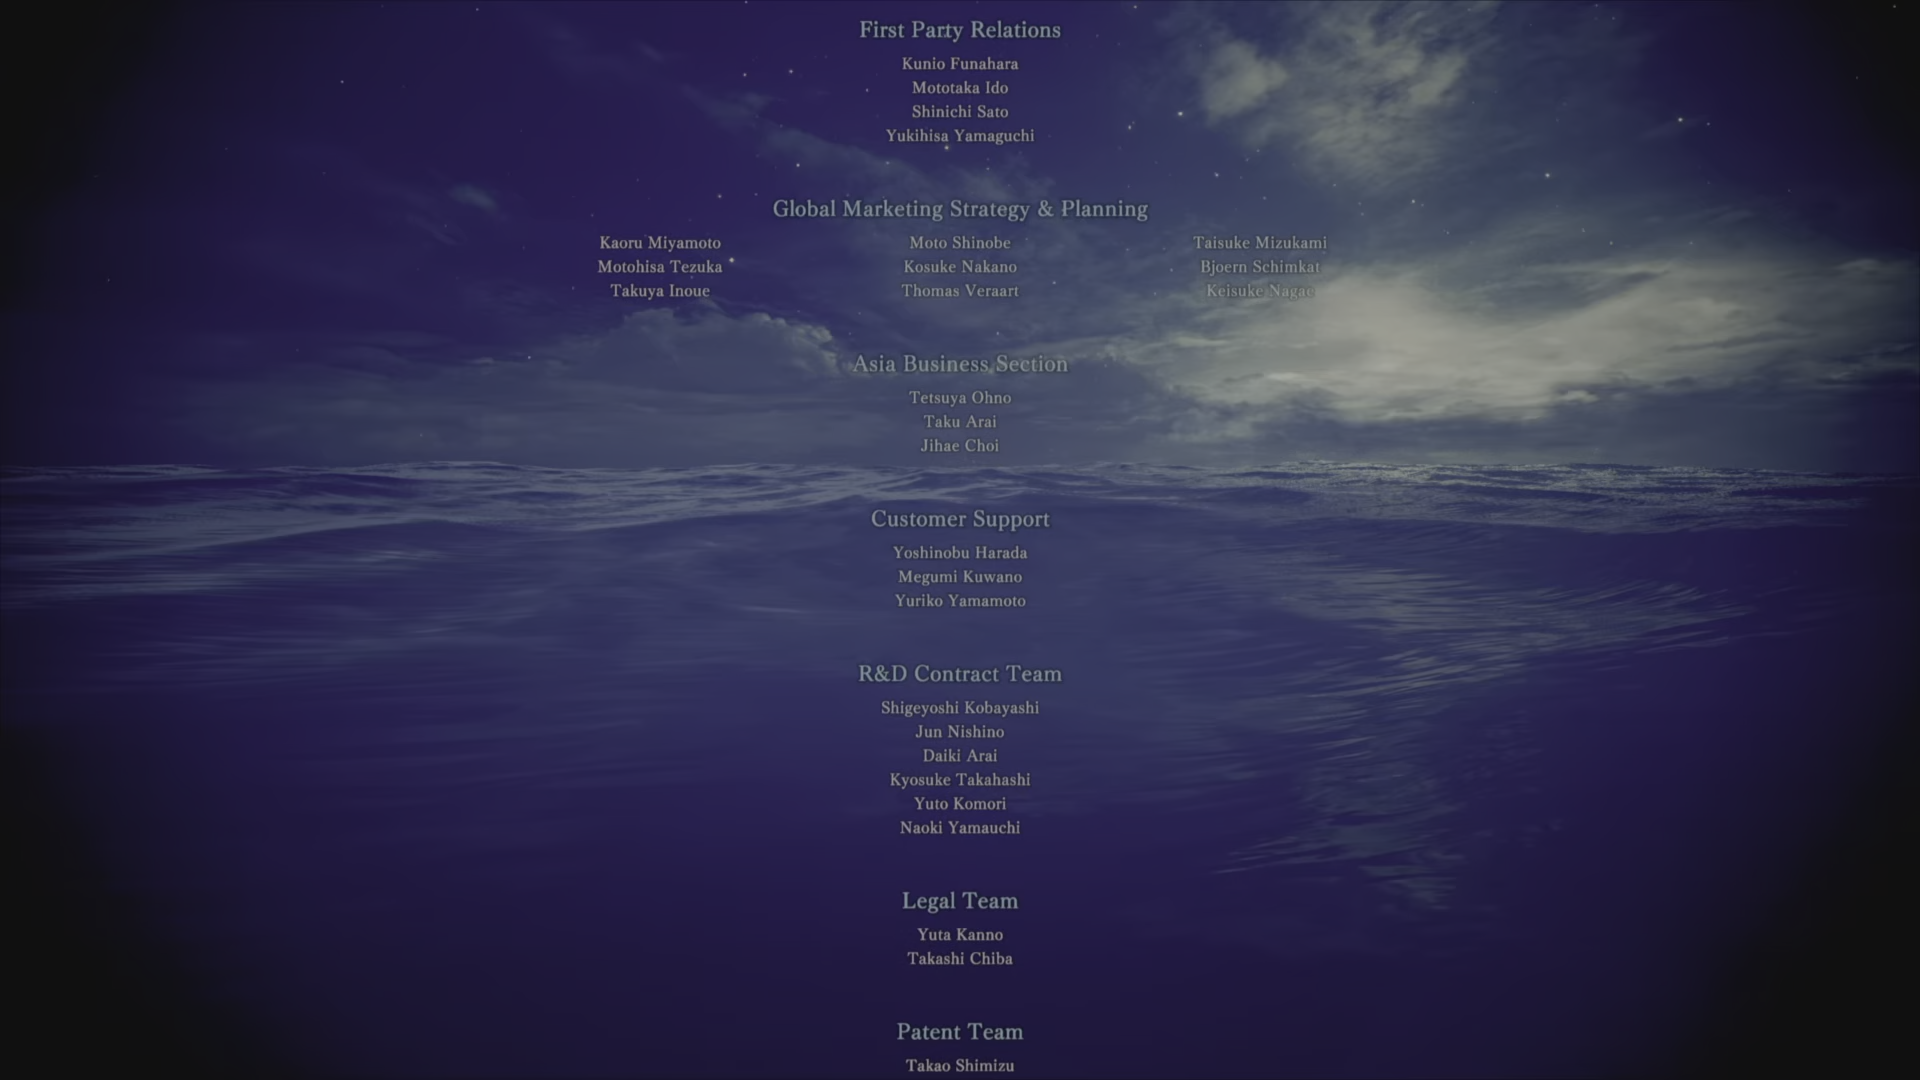 First Party Relations
Kunio Funahara
Mototaka Ido
Shinichi Sato
Yukihisa Yamaguchi
Global Marketing Strategy & Planning
Kaoru Miyamoto Moto Shinobe Taisuke Mizukami
Motohisa Tezuka Kosuke Nakano Bjoern Schimkat
Takuya Inoue Thomas Veraart Keisuke Nagae
Asia Business Section
Tetsuya Ohno
Taku Arai
Jihae Choi
Customer Support
Yoshinobu Harada
Megumi Kuwano
Yuriko Yamamoto
R&D Contract Team
Shigeyoshi Kobayashi
Jun Nishino
Daiki Arai
Kyosuke Takahashi
Yuto Komori
Naoki Yamauchi
Legal Team
Yuta Kanno
Takashi Chiba
Patent Team
Takao Shimizu